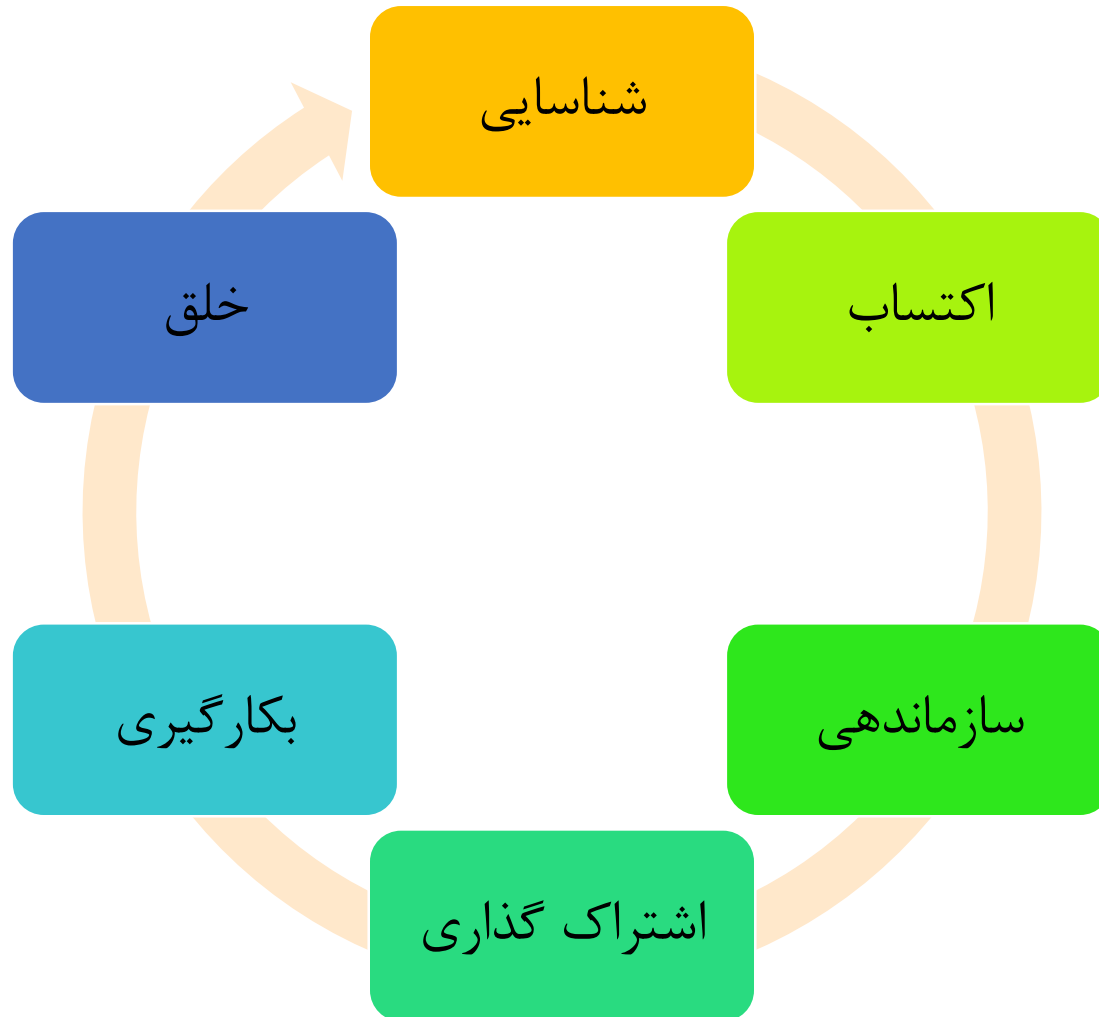 شناسایی
اکتساب
سازماندهی
اشتراک گذاری
بکارگیری
خلق